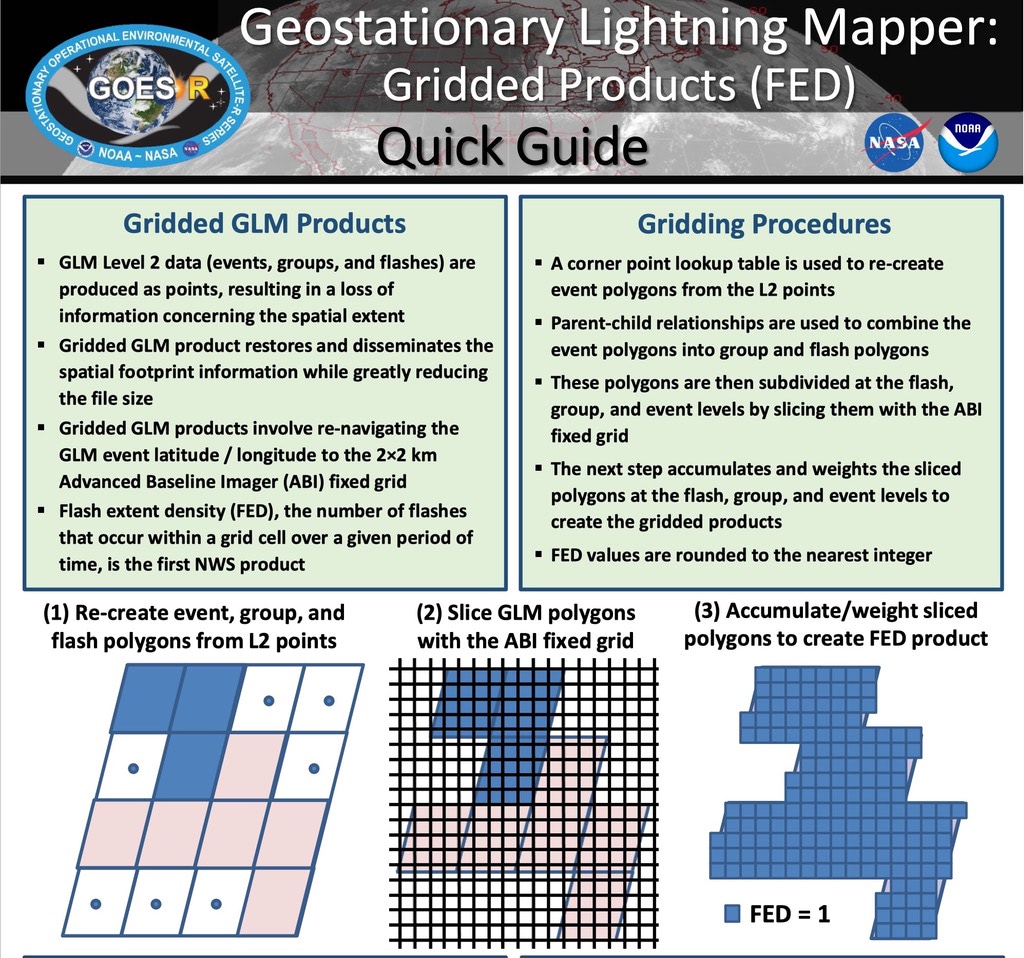 Geostationary Lightning Mapper:
Gridded Products (FED)
Quick Guide
GEOSTATIONARY OPERATIONAL ENVIRONMENTAL SATELLITE-R SERIES
GOES R
NOAA ~ NASA
NASA
NOAA
Gridded GLM Products
▪ GLM Level 2 data (events, groups, and flashes) are
produced as points, resulting in a loss of
information concerning the spatial extent
▪ Gridded GLM product restores and disseminates the
spatial footprint information while greatly reducing
the file size
▪ Gridded GLM products involve re-navigating the
GLM event latitude / longitude to the 2×2 km
Advanced Baseline Imager (ABI) fixed grid
▪ Flash extent density (FED), the number of flashes
that occur within a grid cell over a given period of
time, is the first NWS product
Gridding Procedures
▪ A corner point lookup table is used to re-create
event polygons from the L2 points
▪ Parent-child relationships are used to combine the
event polygons into group and flash polygons
▪ These polygons are then subdivided at the flash,
group, and event levels by slicing them with the ABI
fixed grid
▪ The next step accumulates and weights the sliced
polygons at the flash, group, and event levels to
create the gridded products
▪ FED values are rounded to the nearest integer
(1) Re-create event, group, and
flash polygons from L2 points
(2) Slice GLM polygons
with the ABI fixed grid
(3) Accumulate/weight sliced
polygons to create FED product
FED = 1